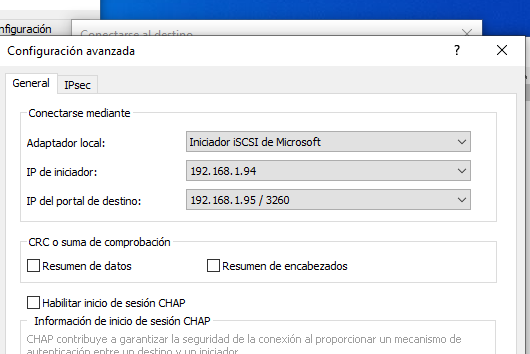 nfiguración
Conectarse al destino
Configuración avanzada
? X
General
IPsec
Conectarse mediante
Adaptador local:
Iniciador iSCSI de Microsoft
IP de iniciador:
192.168.1.94
IP del portal de destino:
192.168.1.95 / 3260
CRC o suma de comprobación
Resumen de datos
Resumen de encabezados
Habilitar inicio de sesión CHAP
Información de inicio de sesión CHAP
CHAP contribuye a garantizar la seguridad de la conexión al proporcionar un mecanismo de
autenticación entre un destino y un iniciador.